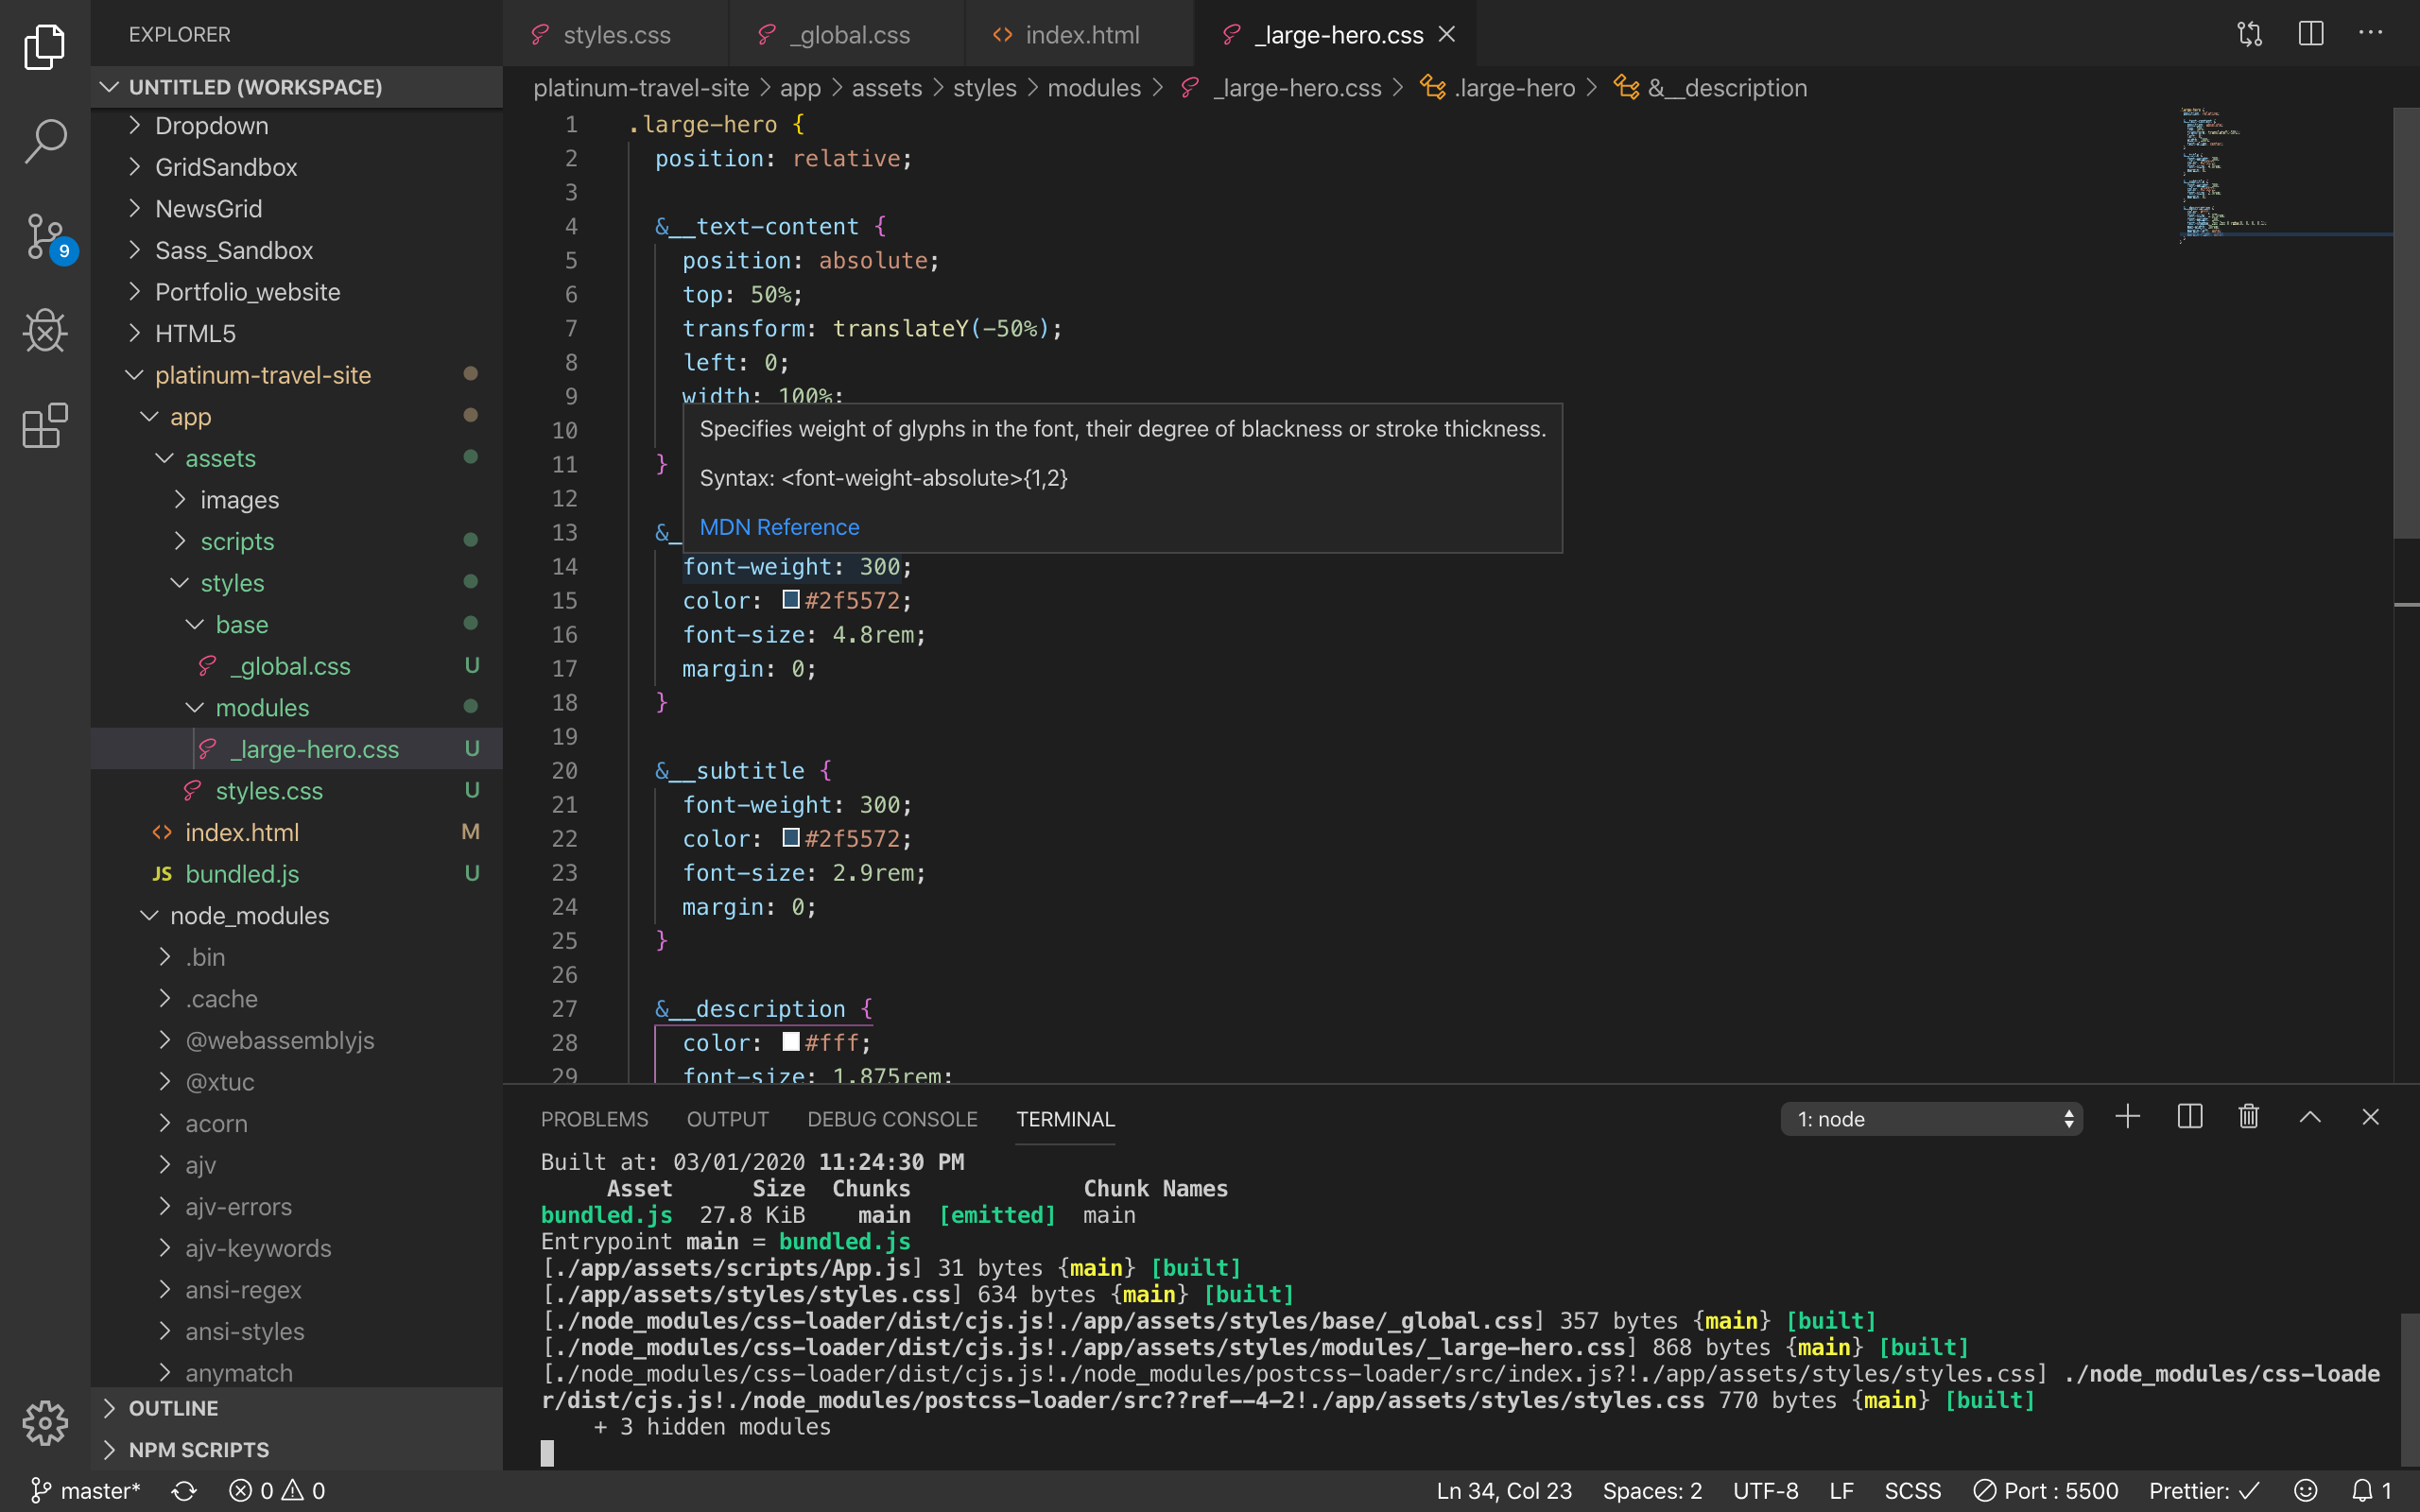 EXPLORER
UNTITLED (WORKSPACE)
Dropdown
GridSandbox
NewsGrid
Sass_Sandbox
Portfolio_website
HTML5
platinum-travel-site
app
assets
images
scripts
styles
base
_global.css U
modules
_large-hero.css U
styles.css U
index.html M
JS bundled.js U
node_modules
.bin
.cache
@webassemblyjs
@xtuc
acorn
ajv
ajv-errors
ajv-keywords
ansi-regex
ansi-styles
anymatch
OUTLINE
NPM SCRIPTS
9
styles.css _global.css index.html _large-hero.css
platinum-travel-site > app > assets > styles > modules > _large-hero.css > .large-hero > &__description
1 .large-hero {
2 position: relative;
3
4 &__text-content {
5 position: absolute;
6 top: 50%;
7 transform: translateY(-50%);
8 left: 0;
9 width: 100%;
10
11 }
12
13 &_
Specifies weight of glyphs in the font, their degree of blackness or stroke thickness.
Syntax: <font-weight-absolute>{1,2}
MDN Reference
14 font-weight: 300;
15 color: #2f5572;
16 font-size: 4.8rem;
17 margin: 0;
18 }
19
20 &__subtitle {
21 font-weight: 300;
22 color: #2f5572;
23 font-size: 2.9rem;
24 margin: 0;
25 }
26
27 &__description {
28 color: #fff;
29 font-size: 1.875rem;
PROBLEMS OUTPUT DEBUG CONSOLE TERMINAL 1: node
Built at: 03/01/2020 11:24:30 PM
Asset Size Chunks Chunk Names
bundled.js 27.8 KiB main [emitted] main
Entrypoint main = bundled.js
[./app/assets/scripts/App.js] 31 bytes {main} [built]
[./app/assets/styles/styles.css] 634 bytes {main} [built]
[./node_modules/css-loader/dist/cjs.js!./app/assets/styles/base/_global.css] 357 bytes {main} [built]
[./node_modules/css-loader/dist/cjs.js!./app/assets/styles/modules/_large-hero.css] 868 bytes {main} [built]
[./node_modules/css-loader/dist/cjs.js!./node_modules/postcss-loader/src/index.js?!./app/assets/styles/styles.css] ./node_modules/css-loade
r/dist/cjs.js!./node_modules/postcss-loader/src??ref--4-2!./app/assets/styles/styles.css 770 bytes {main} [built]
+ 3 hidden modules
master* 0 0 Ln 34, Col 23 Spaces: 2 UTF-8 LF SCSS Port : 5500 Prettier: ✓ 1